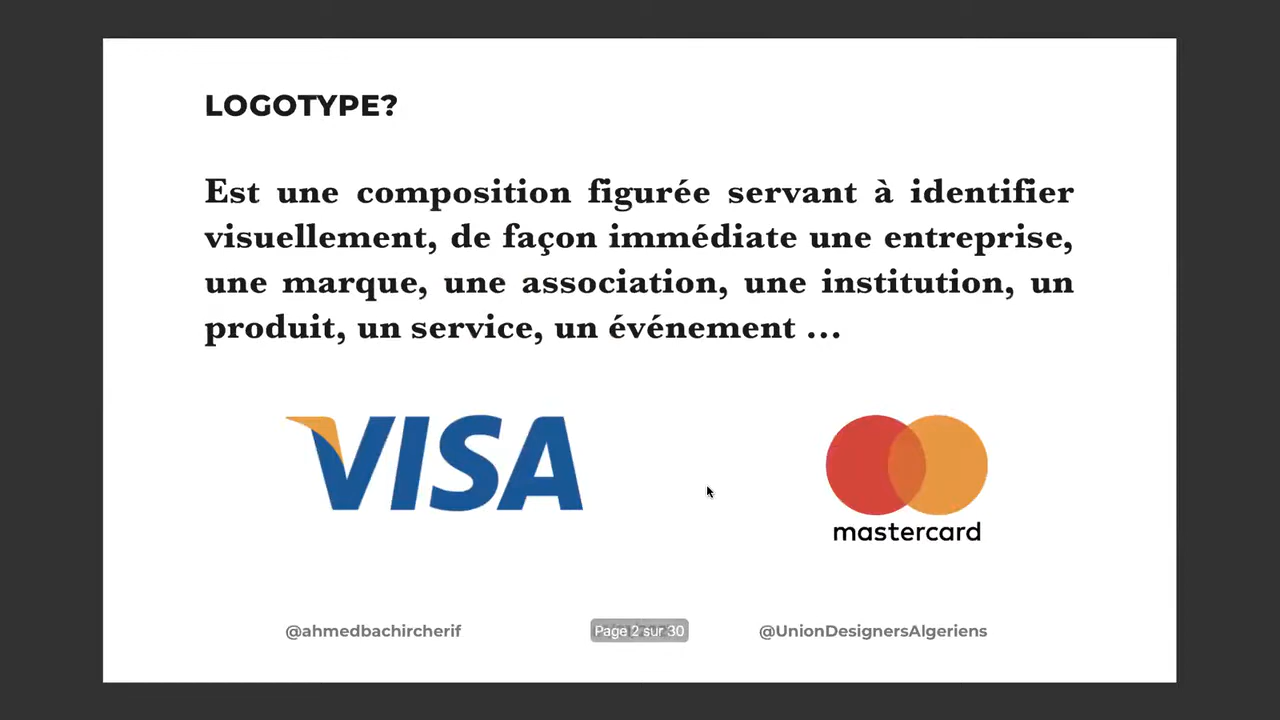 LOGOTYPE?
Est une composition figurée servant à identifier
visuellement, de façon immédiate une entreprise,
une marque, une association, une institution, un
produit, un service, un événement ...
VISA
mastercard
@ahmedbachircherif
Page 2 sur 30
@UnionDesignersAlgeriens